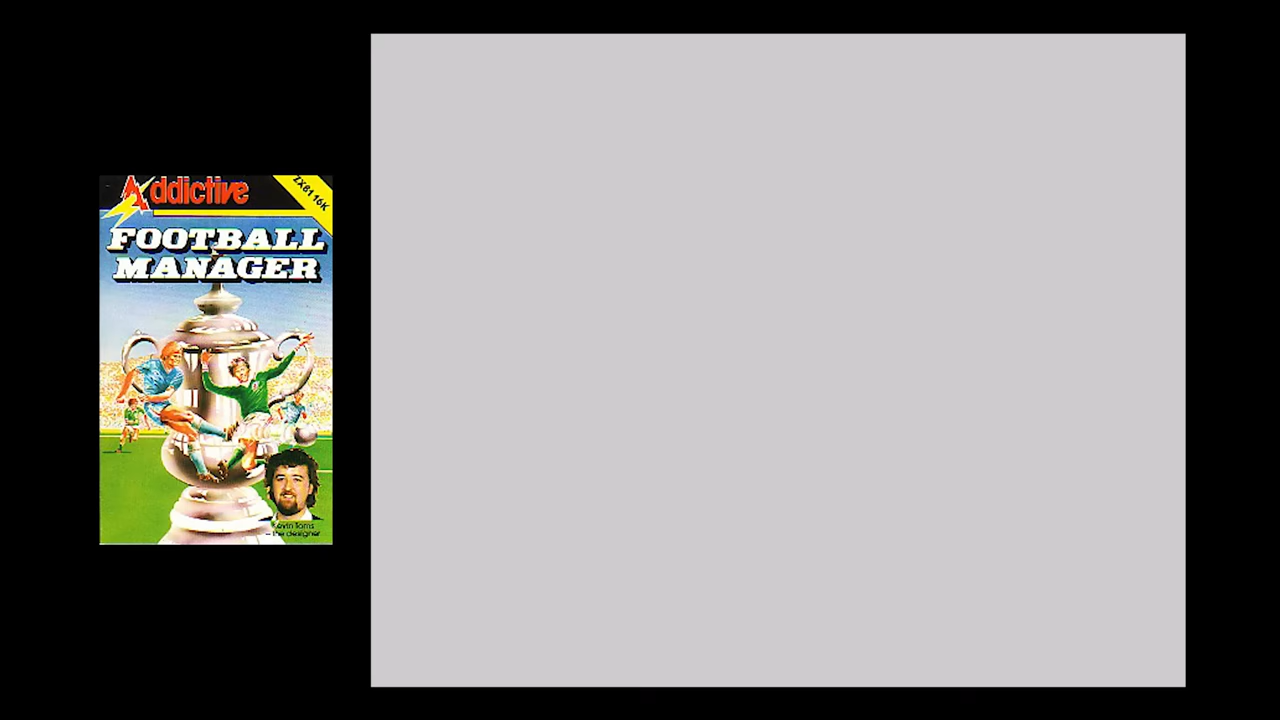 Addictive
ZX81 16K
FOOTBALL
MANAGER
Kevin Toms
– the designer